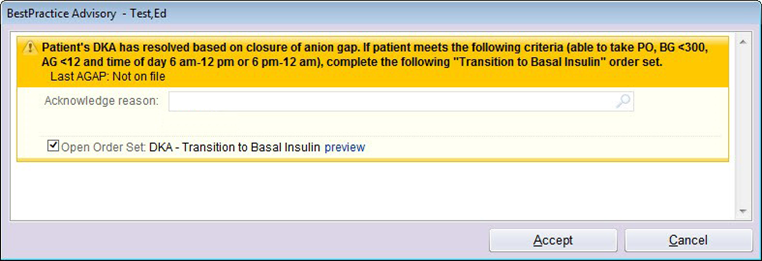 BestPractice Advisory - Test,Ed
Patient's DKA has resolved based on closure of anion gap. If patient meets the following criteria (able to take PO, BG <300,
AG <12 and time of day 6 am-12 pm or 6 pm-12 am), complete the following "Transition to Basal Insulin" order set.
Last AGAP: Not on file
Acknowledge reason:
Open Order Set: DKA - Transition to Basal Insulin preview
Accept Cancel